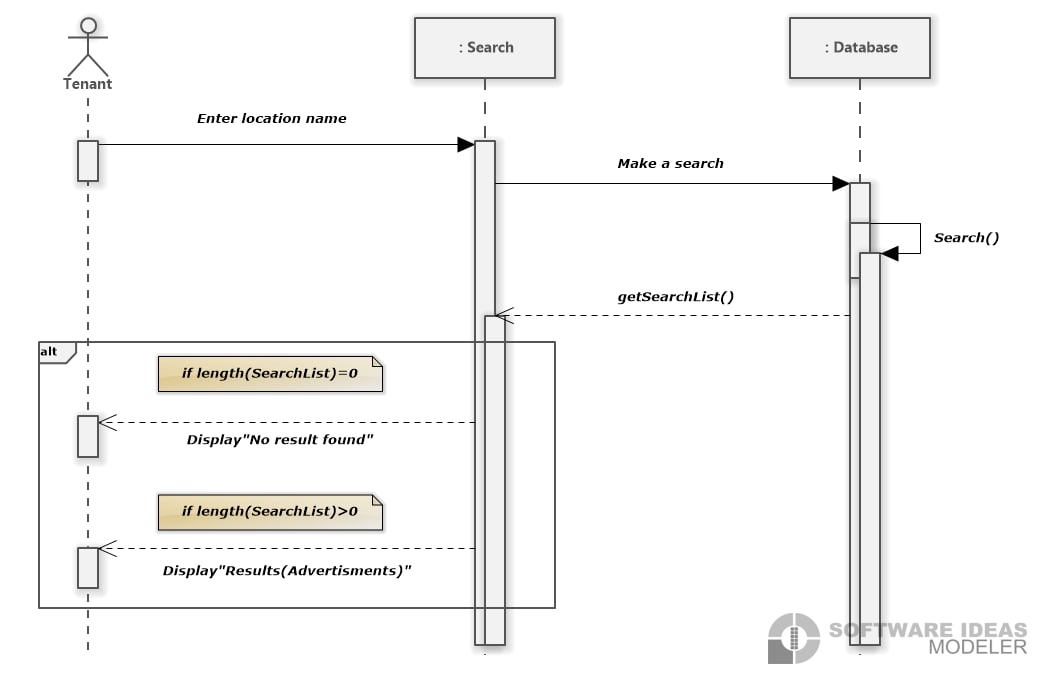 Tenant
: Search
: Database
Enter location name
Make a search
Search()
getSearchList()
alt
if length(SearchList)=0
Display"No result found"
if length(SearchList)>0
Display"Results(Advertisments)"
SOFTWARE IDEAS
MODELER